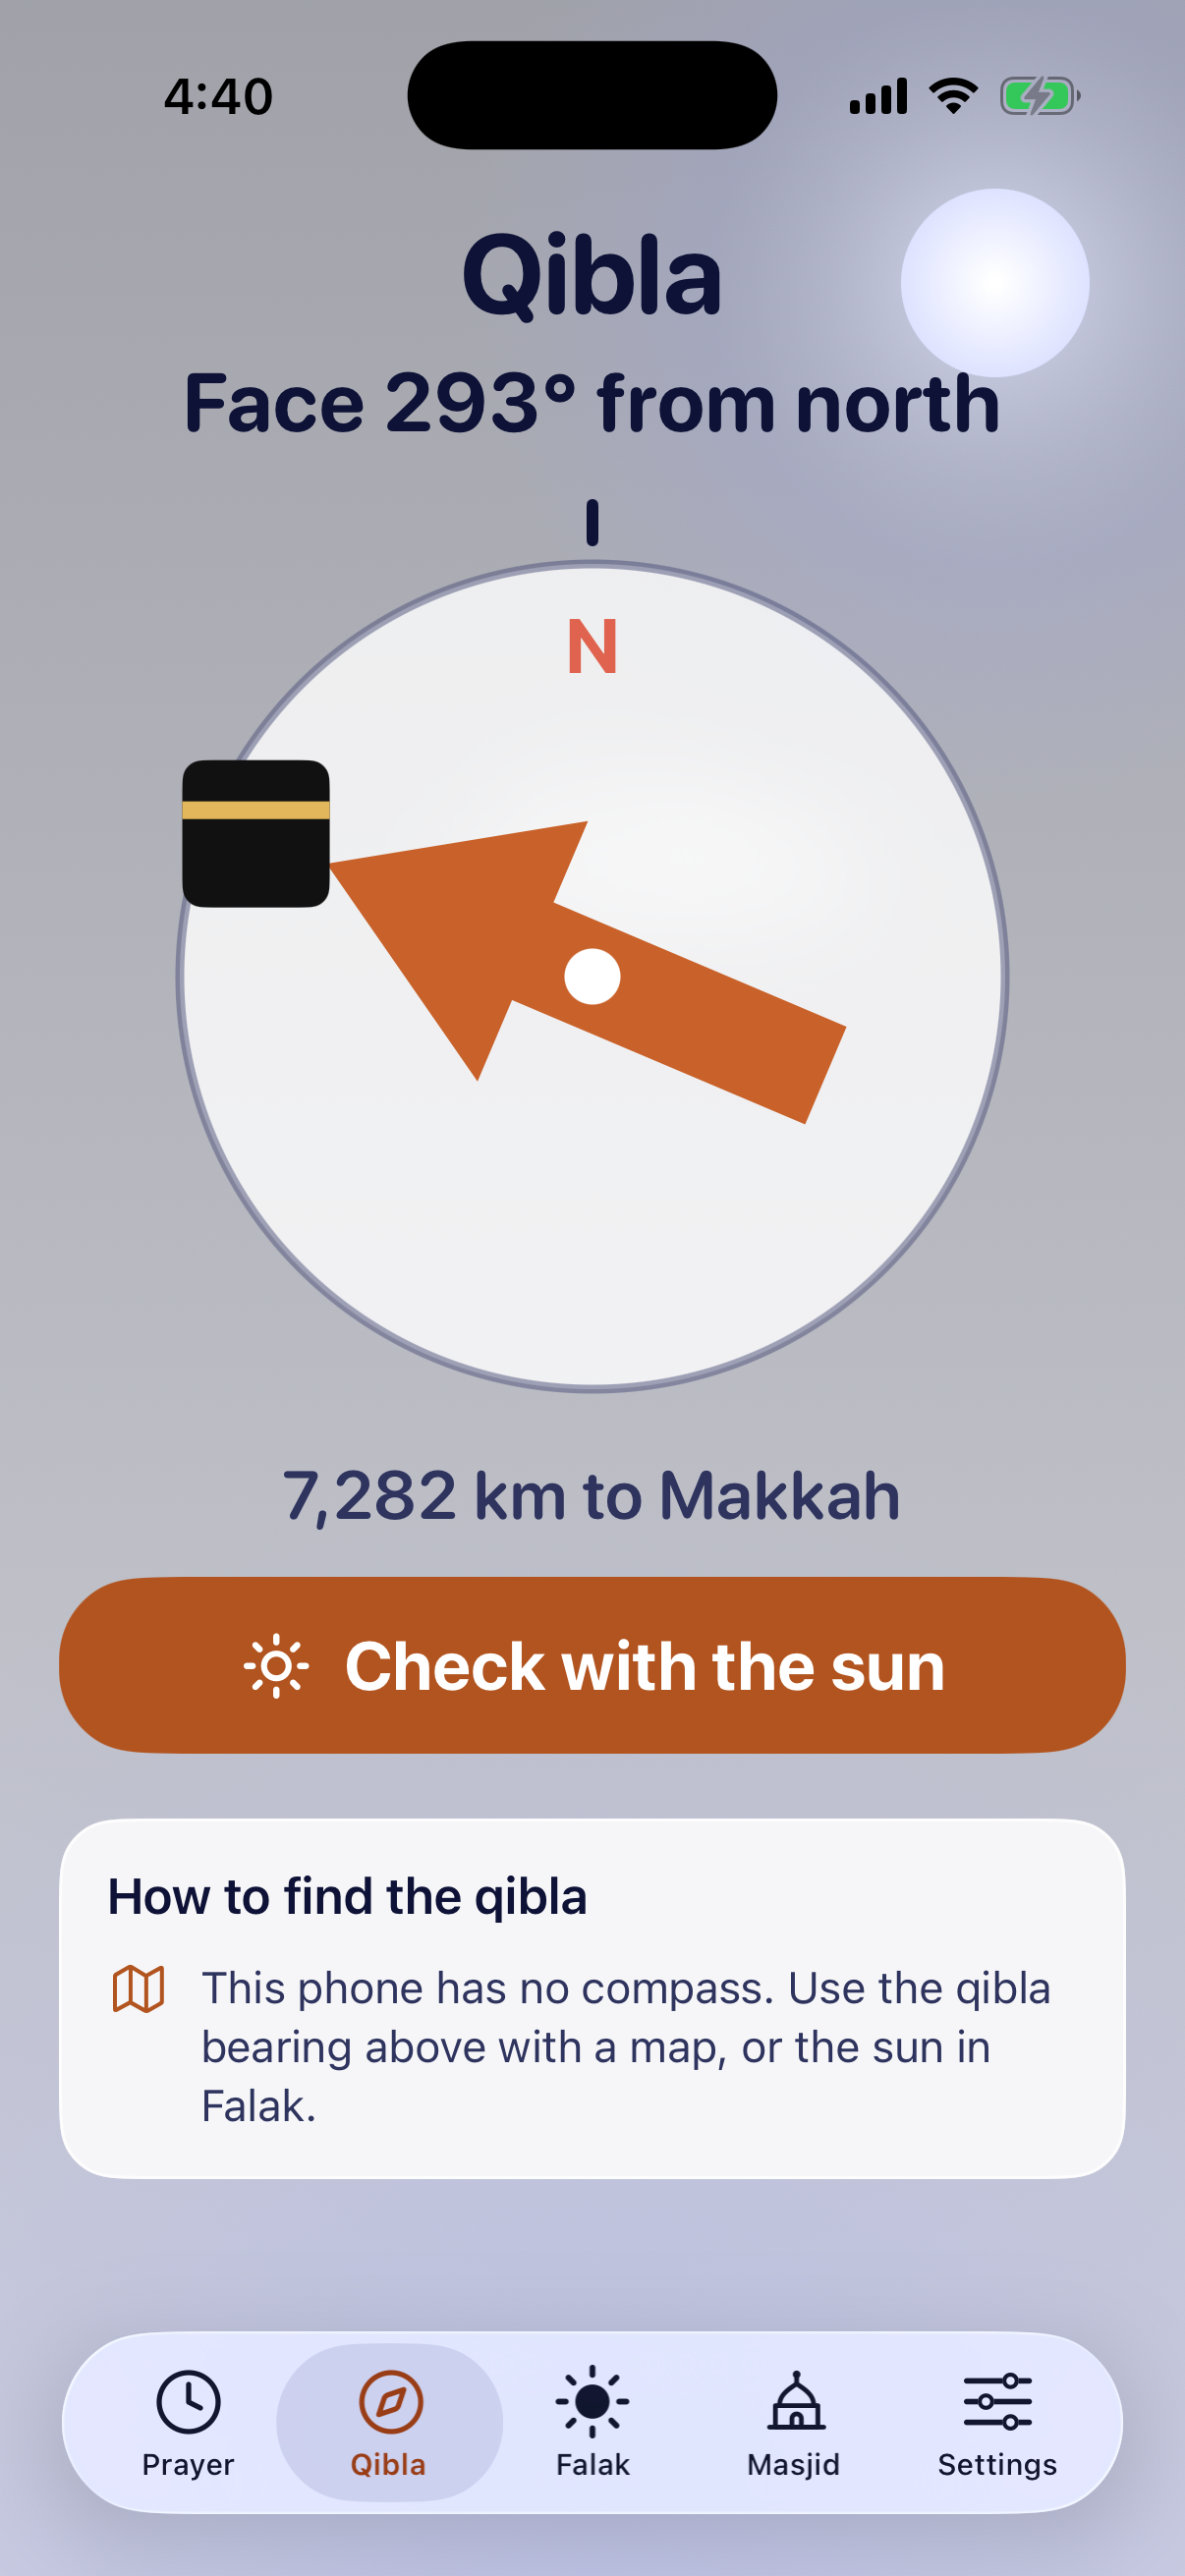 4:40
Qibla
Face 293° from north
N
7,282 km to Makkah
Check with the sun
How to find the qibla
This phone has no compass. Use the qibla
bearing above with a map, or the sun in
Falak.
Prayer
Qibla
Falak
Masjid
Settings